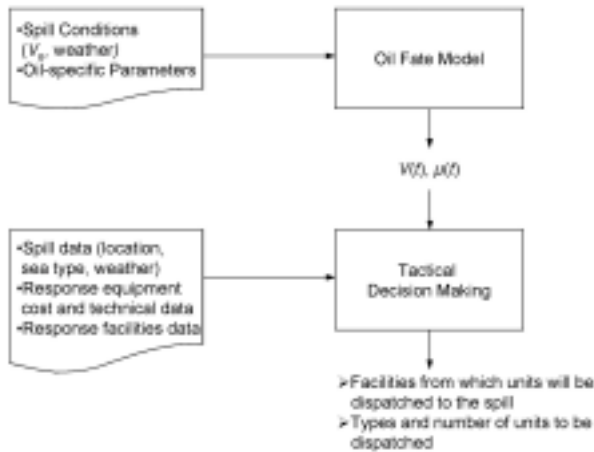 •Spill Conditions
(V₀, weather)
•Oil-specific Parameters
Oil Fate Model
V(t), μ(t)
•Spill data (location,
sea type, weather)
•Response equipment
cost and technical data
•Response facilities data
Tactical
Decision Making
➢Facilities from which units will be
dispatched to the spill
➢Types and number of units to be
dispatched